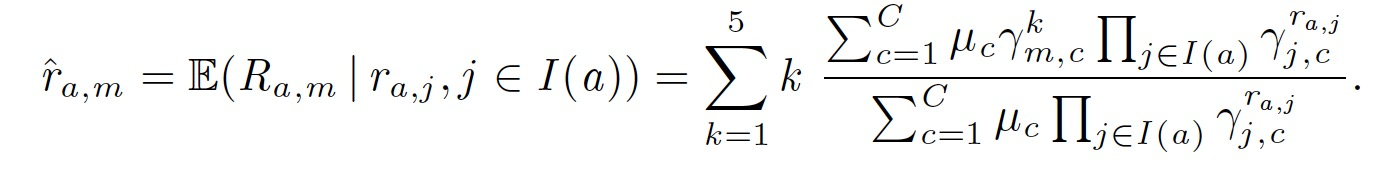 $\hat{r}_{a,m} = \mathbb{E}(R_{a,m} \mid r_{a,j}, j \in I(a)) = \sum_{k=1}^{5} k \, \frac{\sum_{c=1}^{C} \mu_c \gamma_{m,c}^{k} \prod_{j \in I(a)} \gamma_{j,c}^{r_{a,j}}}{\sum_{c=1}^{C} \mu_c \prod_{j \in I(a)} \gamma_{j,c}^{r_{a,j}}}.$